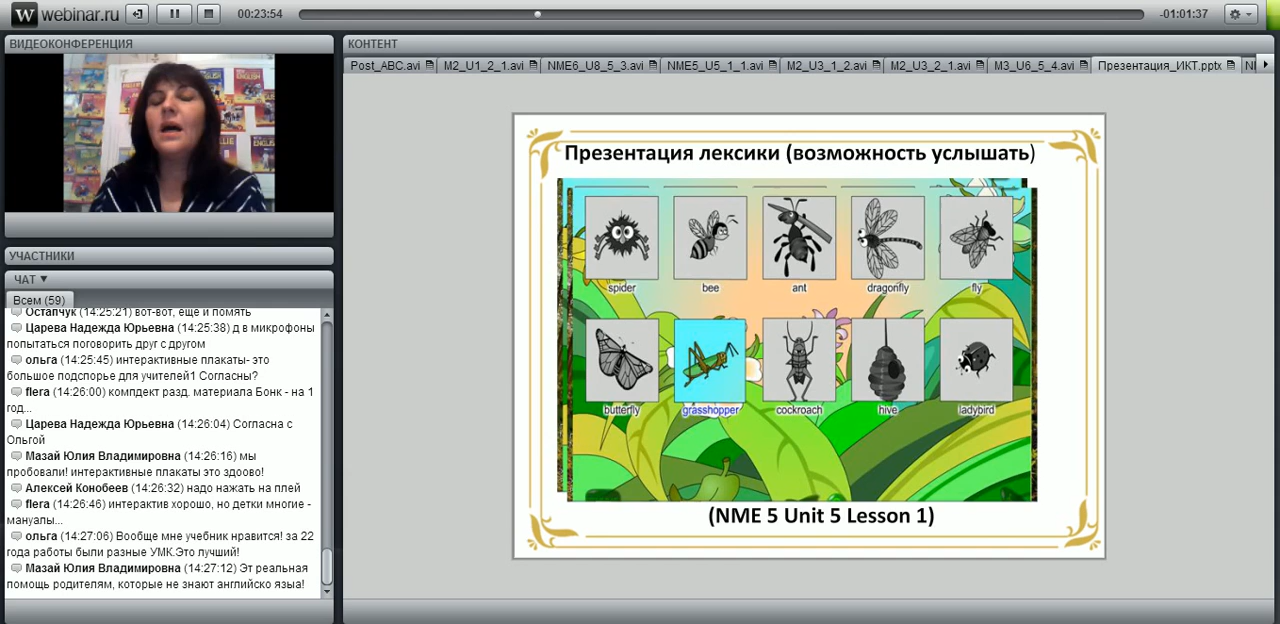 webinar.ru
00:23:54
-01:01:37
ВИДЕОКОНФЕРЕНЦИЯ
УЧАСТНИКИ
ЧАТ ▼
Всем (59)
Остапчук (14:25:21) вот-вот, еще и помять
Царева Надежда Юрьевна (14:25:38) д в микрофоны
попытаться поговорить друг с другом
ольга (14:25:45) интерактивные плакаты- это
большое подспорье для учителей1 Согласны?
flera (14:26:00) компдект разд. материала Бонк - на 1
год...
Царева Надежда Юрьевна (14:26:04) Согласна с
Ольгой
Мазай Юлия Владимировна (14:26:16) мы
пробовали! интерактивные плакаты это здоово!
Алексей Конобеев (14:26:32) надо нажать на плей
flera (14:26:46) интерактив хорошо, но детки многие -
мануалы...
ольга (14:27:06) Вообще мне учебник нравится! за 22
года работы были разные УМК.Это лучший!
Мазай Юлия Владимировна (14:27:12) Эт реальная
помощь родителям, которые не знают английско языа!
КОНТЕНТ
Post_ABC.avi M2_U1_2_1.avi NME6_U8_5_3.avi NME5_U5_1_1.avi M2_U3_1_2.avi M2_U3_2_1.avi M3_U6_5_4.avi Презентация_ИКТ.pptx
Презентация лексики (возможность услышать)
spider bee ant dragonfly fly
butterfly grasshopper cockroach hive ladybird
(NME 5 Unit 5 Lesson 1)